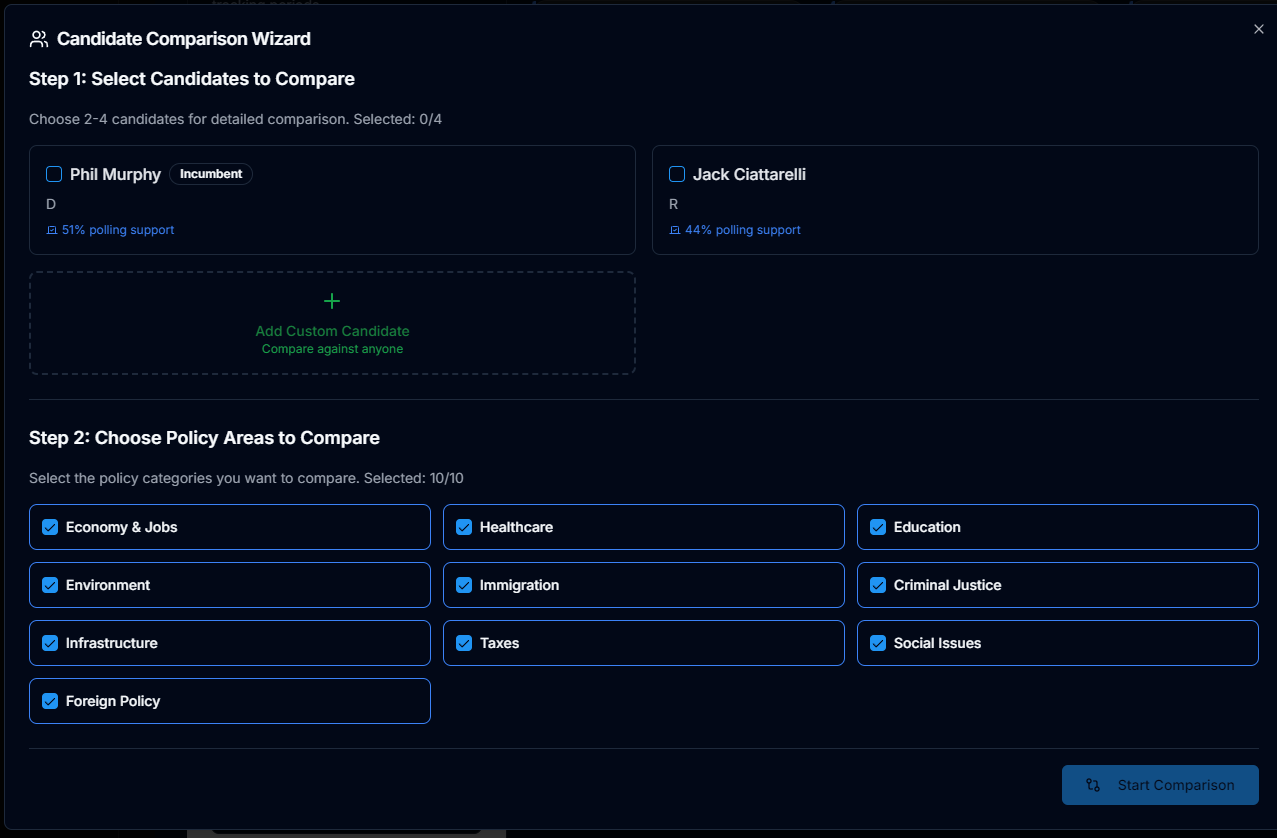 Candidate Comparison Wizard
Step 1: Select Candidates to Compare
Choose 2-4 candidates for detailed comparison. Selected: 0/4
Phil Murphy Incumbent
D
51% polling support
Jack Ciattarelli
R
44% polling support
Add Custom Candidate
Compare against anyone
Step 2: Choose Policy Areas to Compare
Select the policy categories you want to compare. Selected: 10/10
Economy & Jobs
Healthcare
Education
Environment
Immigration
Criminal Justice
Infrastructure
Taxes
Social Issues
Foreign Policy
Start Comparison